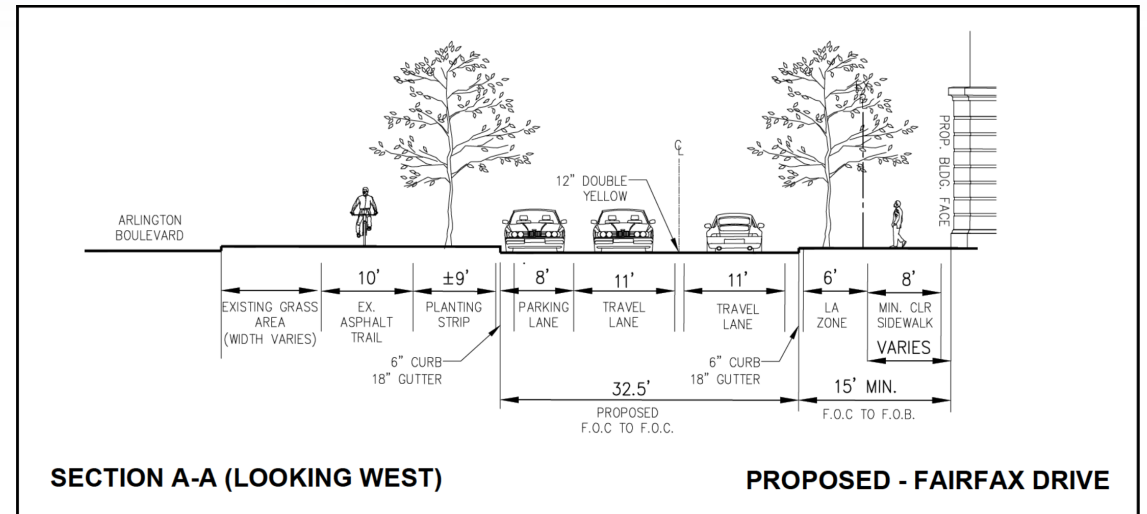 ℄
12" DOUBLE
YELLOW
PROP. BLDG. FACE
ARLINGTON
BOULEVARD
10' ±9' 8' 11' 11' 6' 8'
EXISTING GRASS
AREA
(WIDTH VARIES)
EX.
ASPHALT
TRAIL
PLANTING
STRIP
PARKING
LANE
TRAVEL
LANE
TRAVEL
LANE
LA
ZONE
MIN. CLR
SIDEWALK
VARIES
6" CURB
18" GUTTER
6" CURB
18" GUTTER
32.5'
PROPOSED
F.O.C TO F.O.C.
15' MIN.
F.O.C TO F.O.B.
SECTION A-A (LOOKING WEST)
PROPOSED - FAIRFAX DRIVE